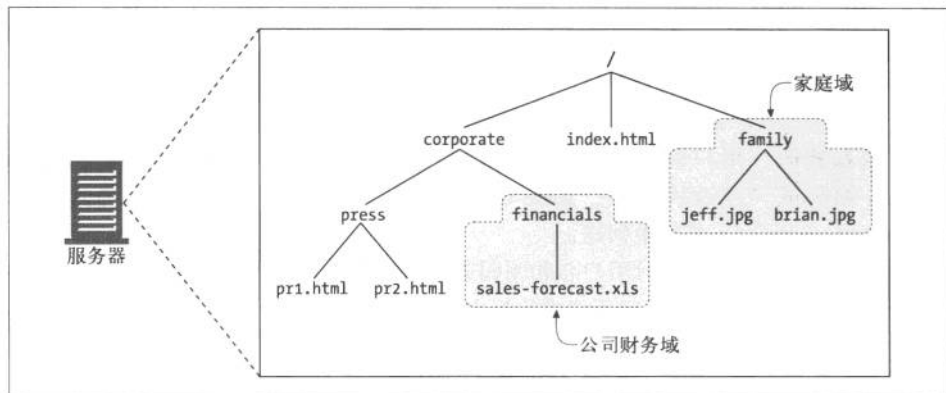 /
家庭域
corporate
index.html
family
press
financials
jeff.jpg
brian.jpg
服务器
pr1.html
pr2.html
sales-forecast.xls
公司财务域